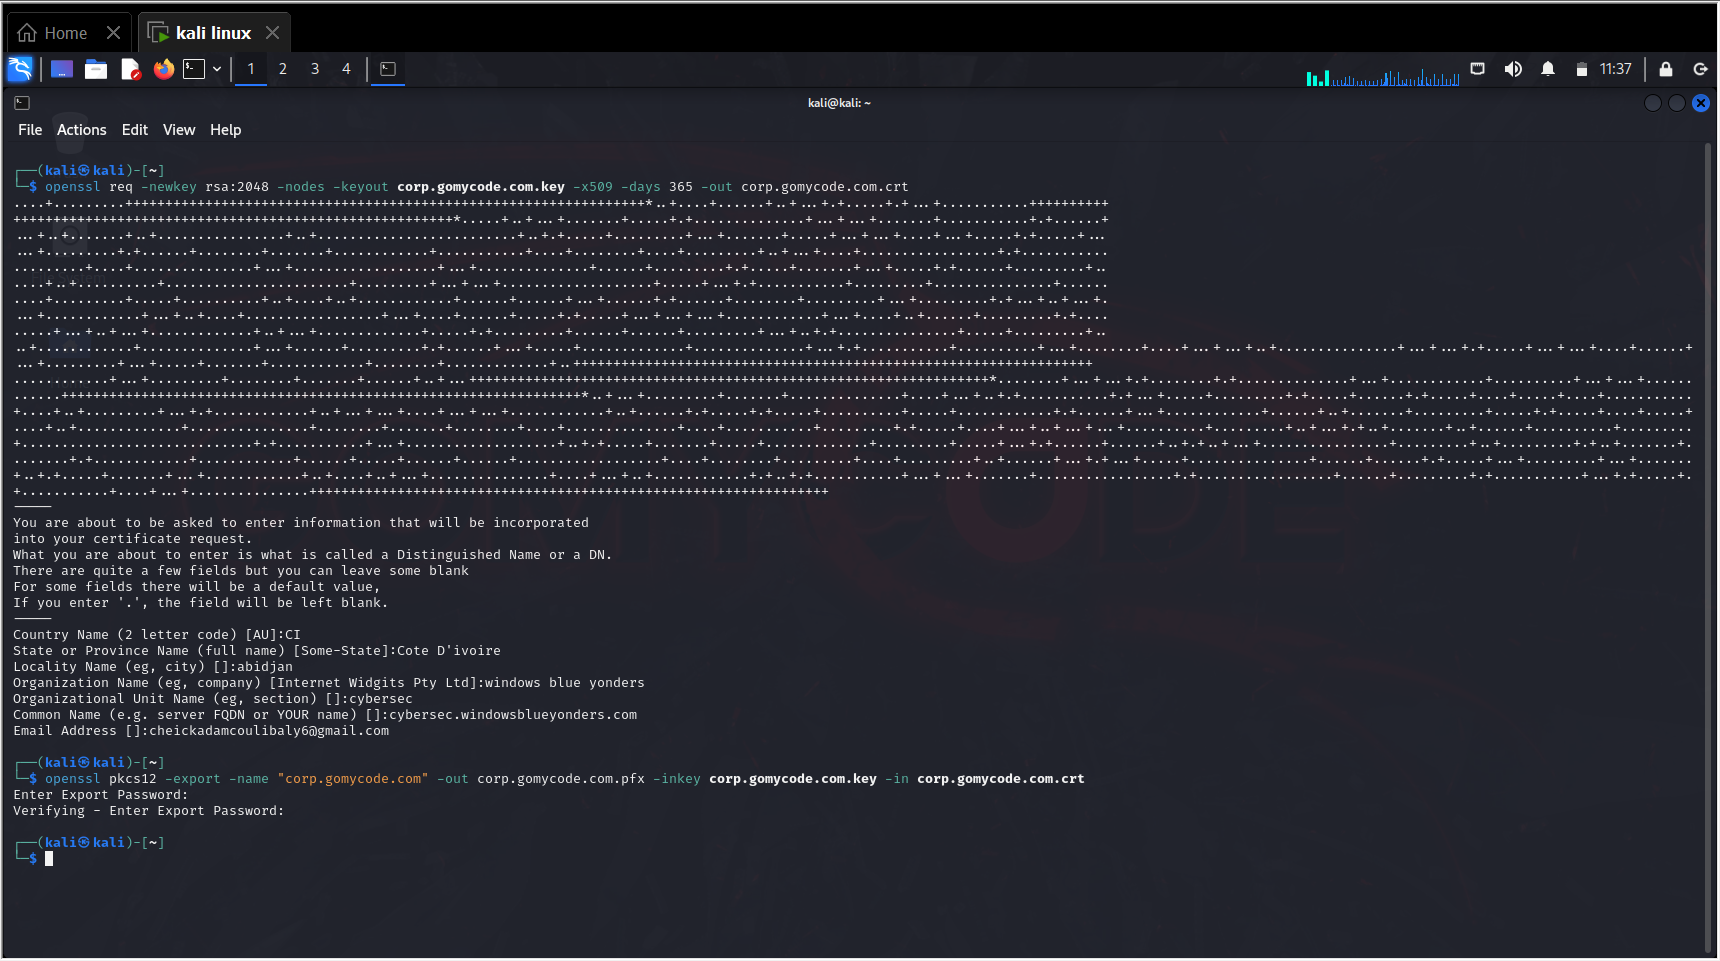 Home
kali linux
1 2 3 4
11:37
kali@kali: ~
File Actions Edit View Help
┌──(kali㉿kali)-[~]
└─$ openssl req -newkey rsa:2048 -nodes -keyout corp.gomycode.com.key -x509 -days 365 -out corp.gomycode.com.crt
-----
You are about to be asked to enter information that will be incorporated
into your certificate request.
What you are about to enter is what is called a Distinguished Name or a DN.
There are quite a few fields but you can leave some blank
For some fields there will be a default value,
If you enter '.', the field will be left blank.
-----
Country Name (2 letter code) [AU]:CI
State or Province Name (full name) [Some-State]:Cote D'ivoire
Locality Name (eg, city) []:abidjan
Organization Name (eg, company) [Internet Widgits Pty Ltd]:windows blue yonders
Organizational Unit Name (eg, section) []:cybersec
Common Name (e.g. server FQDN or YOUR name) []:cybersec.windowsblueyonders.com
Email Address []:cheickadamcoulibaly6@gmail.com
┌──(kali㉿kali)-[~]
└─$ openssl pkcs12 -export -name "corp.gomycode.com" -out corp.gomycode.com.pfx -inkey corp.gomycode.com.key -in corp.gomycode.com.crt
Enter Export Password:
Verifying - Enter Export Password:
┌──(kali㉿kali)-[~]
└─$